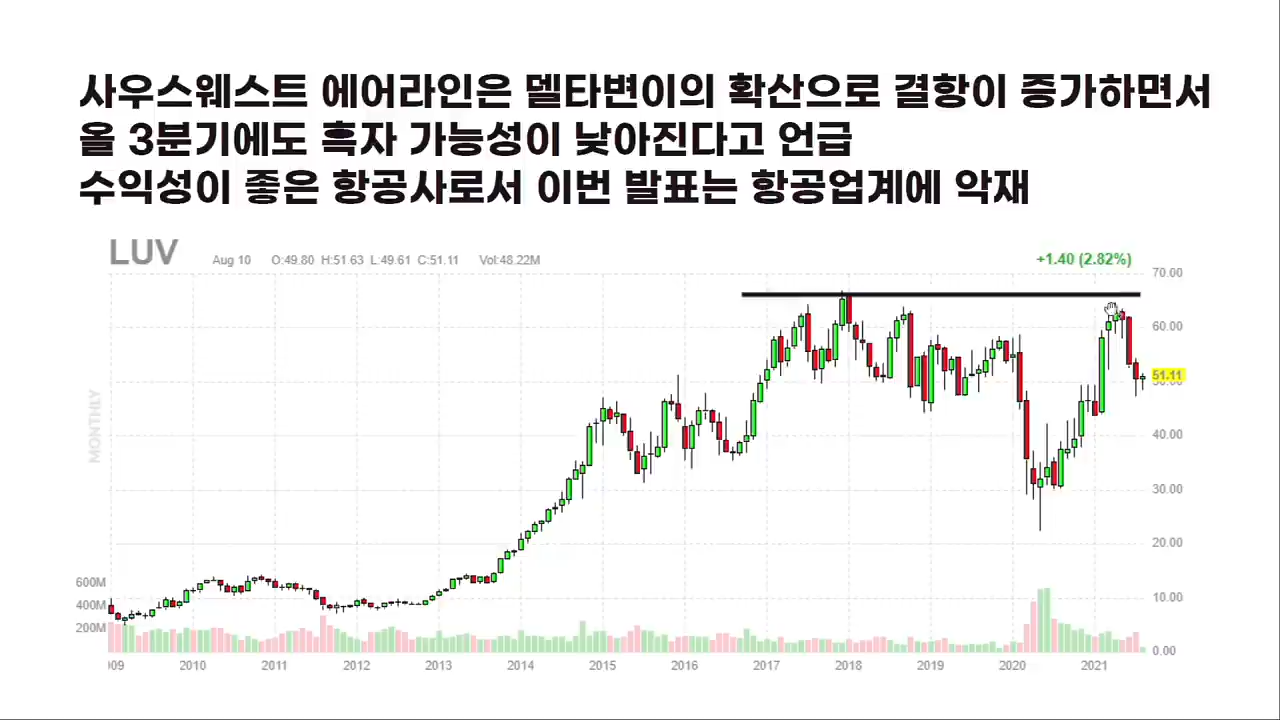 사우스웨스트 에어라인은 델타변이의 확산으로 결항이 증가하면서
올 3분기에도 흑자 가능성이 낮아진다고 언급
수익성이 좋은 항공사로서 이번 발표는 항공업계에 악재
LUV Aug 10 O:49.80 H:51.63 L:49.61 C:51.11 Vol:48.22M +1.40 (2.82%)
70.00
60.00
51.11
50.00
40.00
MONTHLY
30.00
20.00
600M 10.00
400M
200M
0.00
09 2010 2011 2012 2013 2014 2015 2016 2017 2018 2019 2020 2021